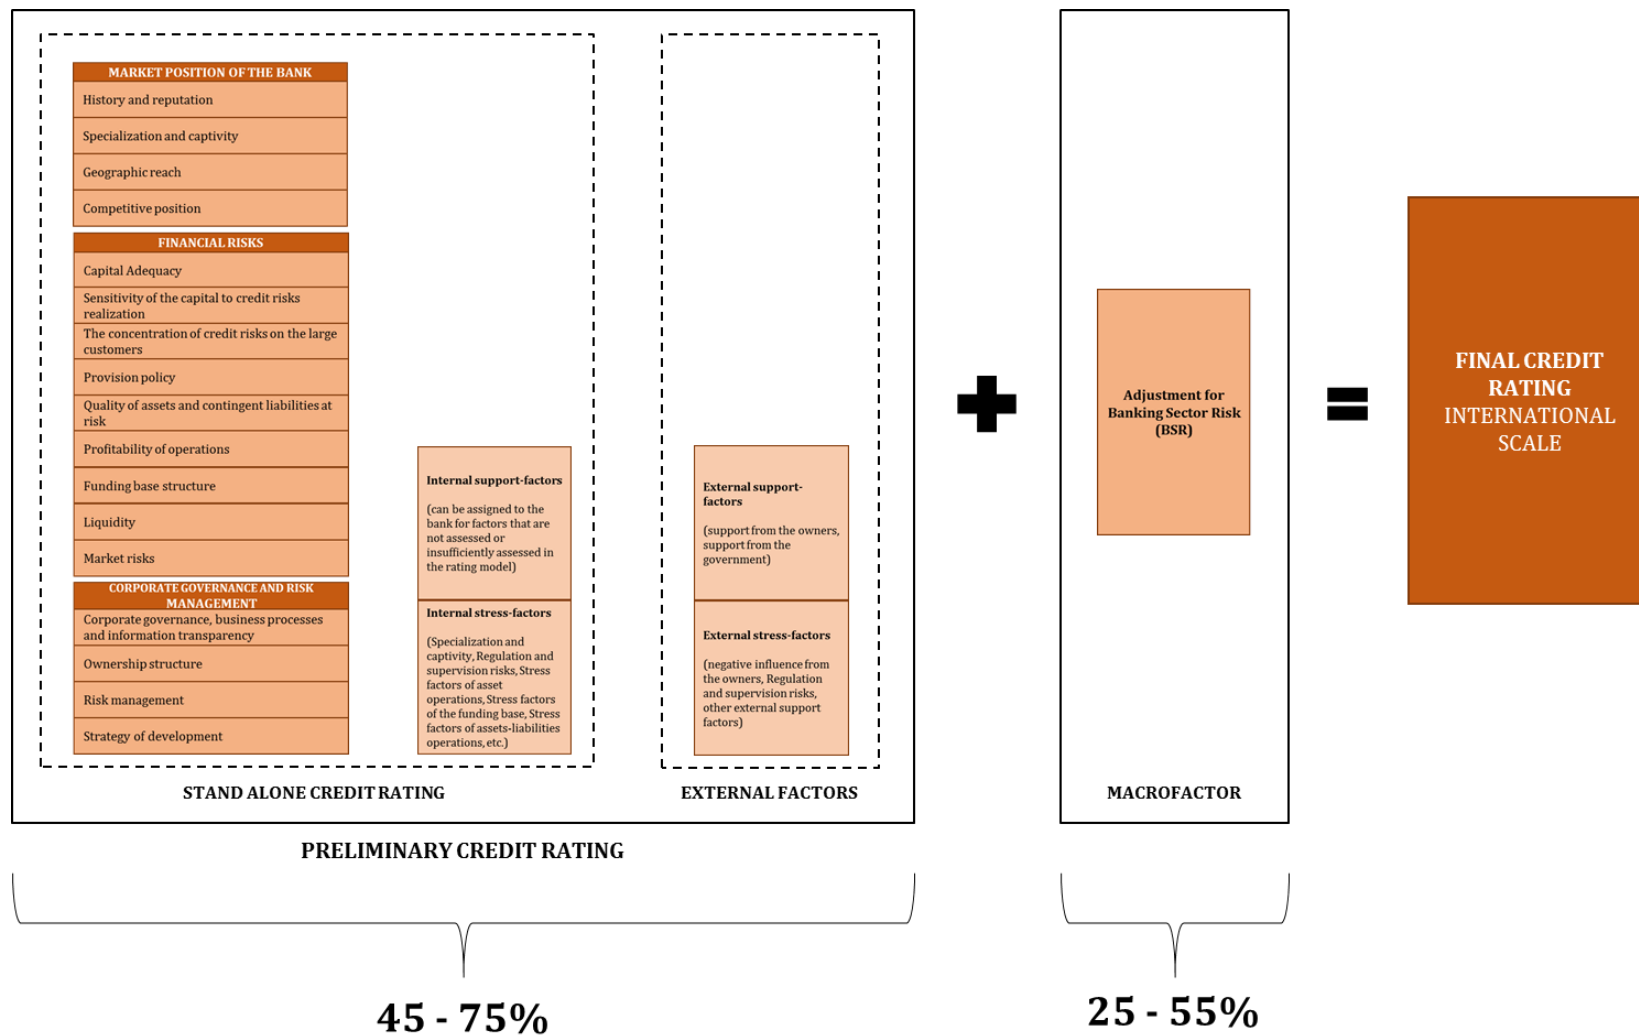 MARKET POSITION OF THE BANK
History and reputation
Specialization and captivity
Geographic reach
Competitive position
FINANCIAL RISKS
Capital Adequacy
Sensitivity of the capital to credit risks
realization
The concentration of credit risks on the large
customers
Provision policy
Quality of assets and contingent liabilities at
risk
Profitability of operations
Funding base structure
Liquidity
Market risks
CORPORATE GOVERNANCE AND RISK
MANAGEMENT
Corporate governance, business processes
and information transparency
Ownership structure
Risk management
Strategy of development
Internal support-factors
(can be assigned to the
bank for factors that are
not assessed or
insufficiently assessed in
the rating model)
Internal stress-factors
(Specialization and
captivity, Regulation and
supervision risks, Stress
factors of asset
operations, Stress factors
of the funding base, Stress
factors of assets-liabilities
operations, etc.)
STAND ALONE CREDIT RATING
External support-
factors
(support from the owners,
support from the
government)
External stress-factors
(negative influence from
the owners, Regulation
and supervision risks,
other external support
factors)
EXTERNAL FACTORS
PRELIMINARY CREDIT RATING
45 - 75%
Adjustment for
Banking Sector Risk
(BSR)
MACROFACTOR
25 - 55%
FINAL CREDIT
RATING
INTERNATIONAL
SCALE